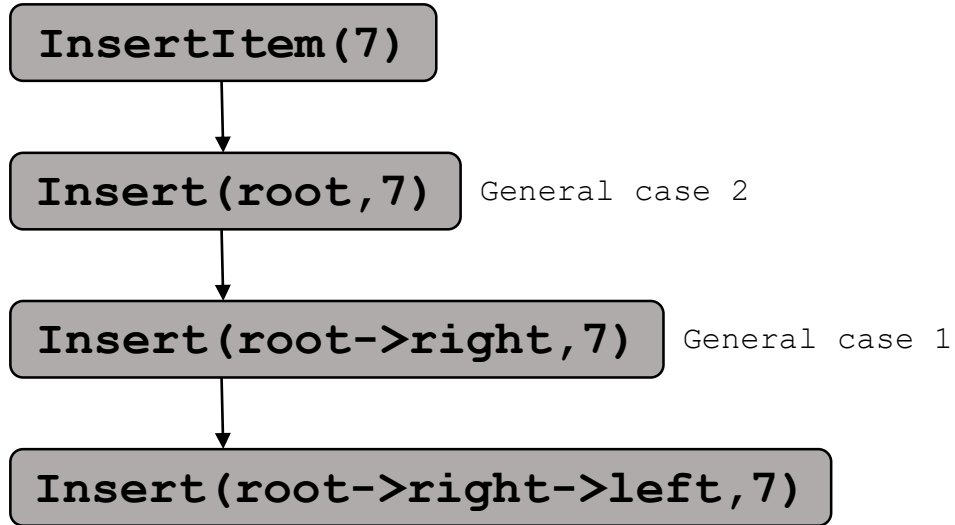 InsertItem(7)
Insert(root,7) General case 2
Insert(root->right,7) General case 1
Insert(root->right->left,7)